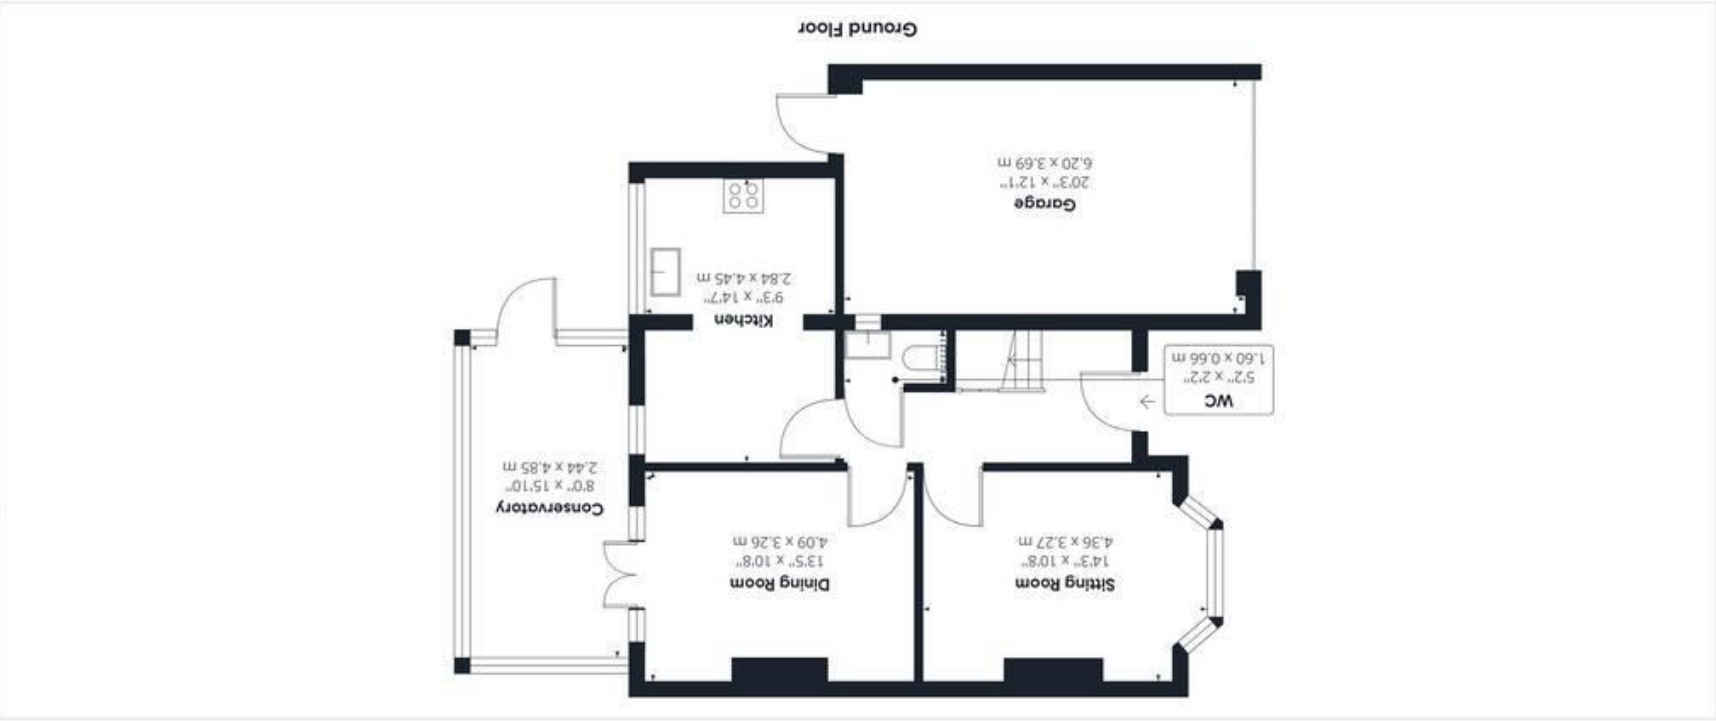 Sitting Room
14'3" x 10'8"
4.36 x 3.27 m
Dining Room
13'5" x 10'8"
4.09 x 3.26 m
Conservatory
8'0" x 15'10"
2.44 x 4.85 m
WC
5'2" x 2'2"
1.60 x 0.66 m
Kitchen
9'3" x 14'7"
2.84 x 4.45 m
Garage
20'3" x 12'1"
6.20 x 3.69 m
Ground Floor